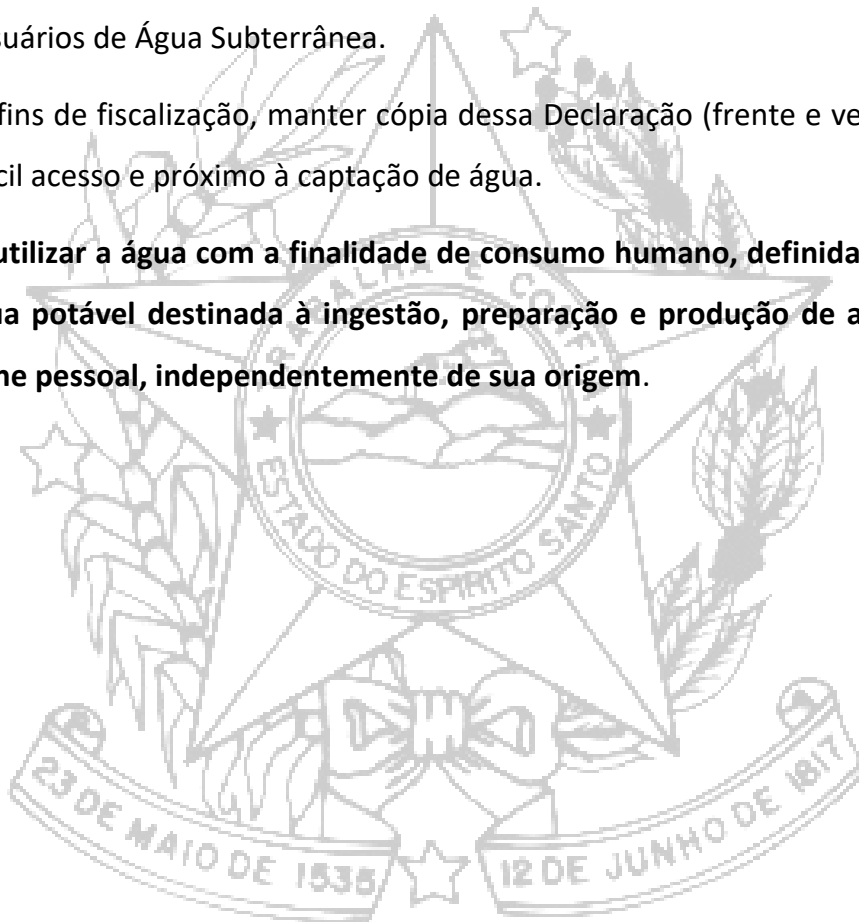 suários de Água Subterrânea.
fins de fiscalização, manter cópia dessa Declaração (frente e ve
cil acesso e próximo à captação de água.
utilizar a água com a finalidade de consumo humano, definida
ua potável destinada à ingestão, preparação e produção de a
ne pessoal, independentemente de sua origem.
TRABALHA E CONFIA
ESTADO DO ESPIRITO SANTO
23 DE MAIO DE 1535
12 DE JUNHO DE 1817